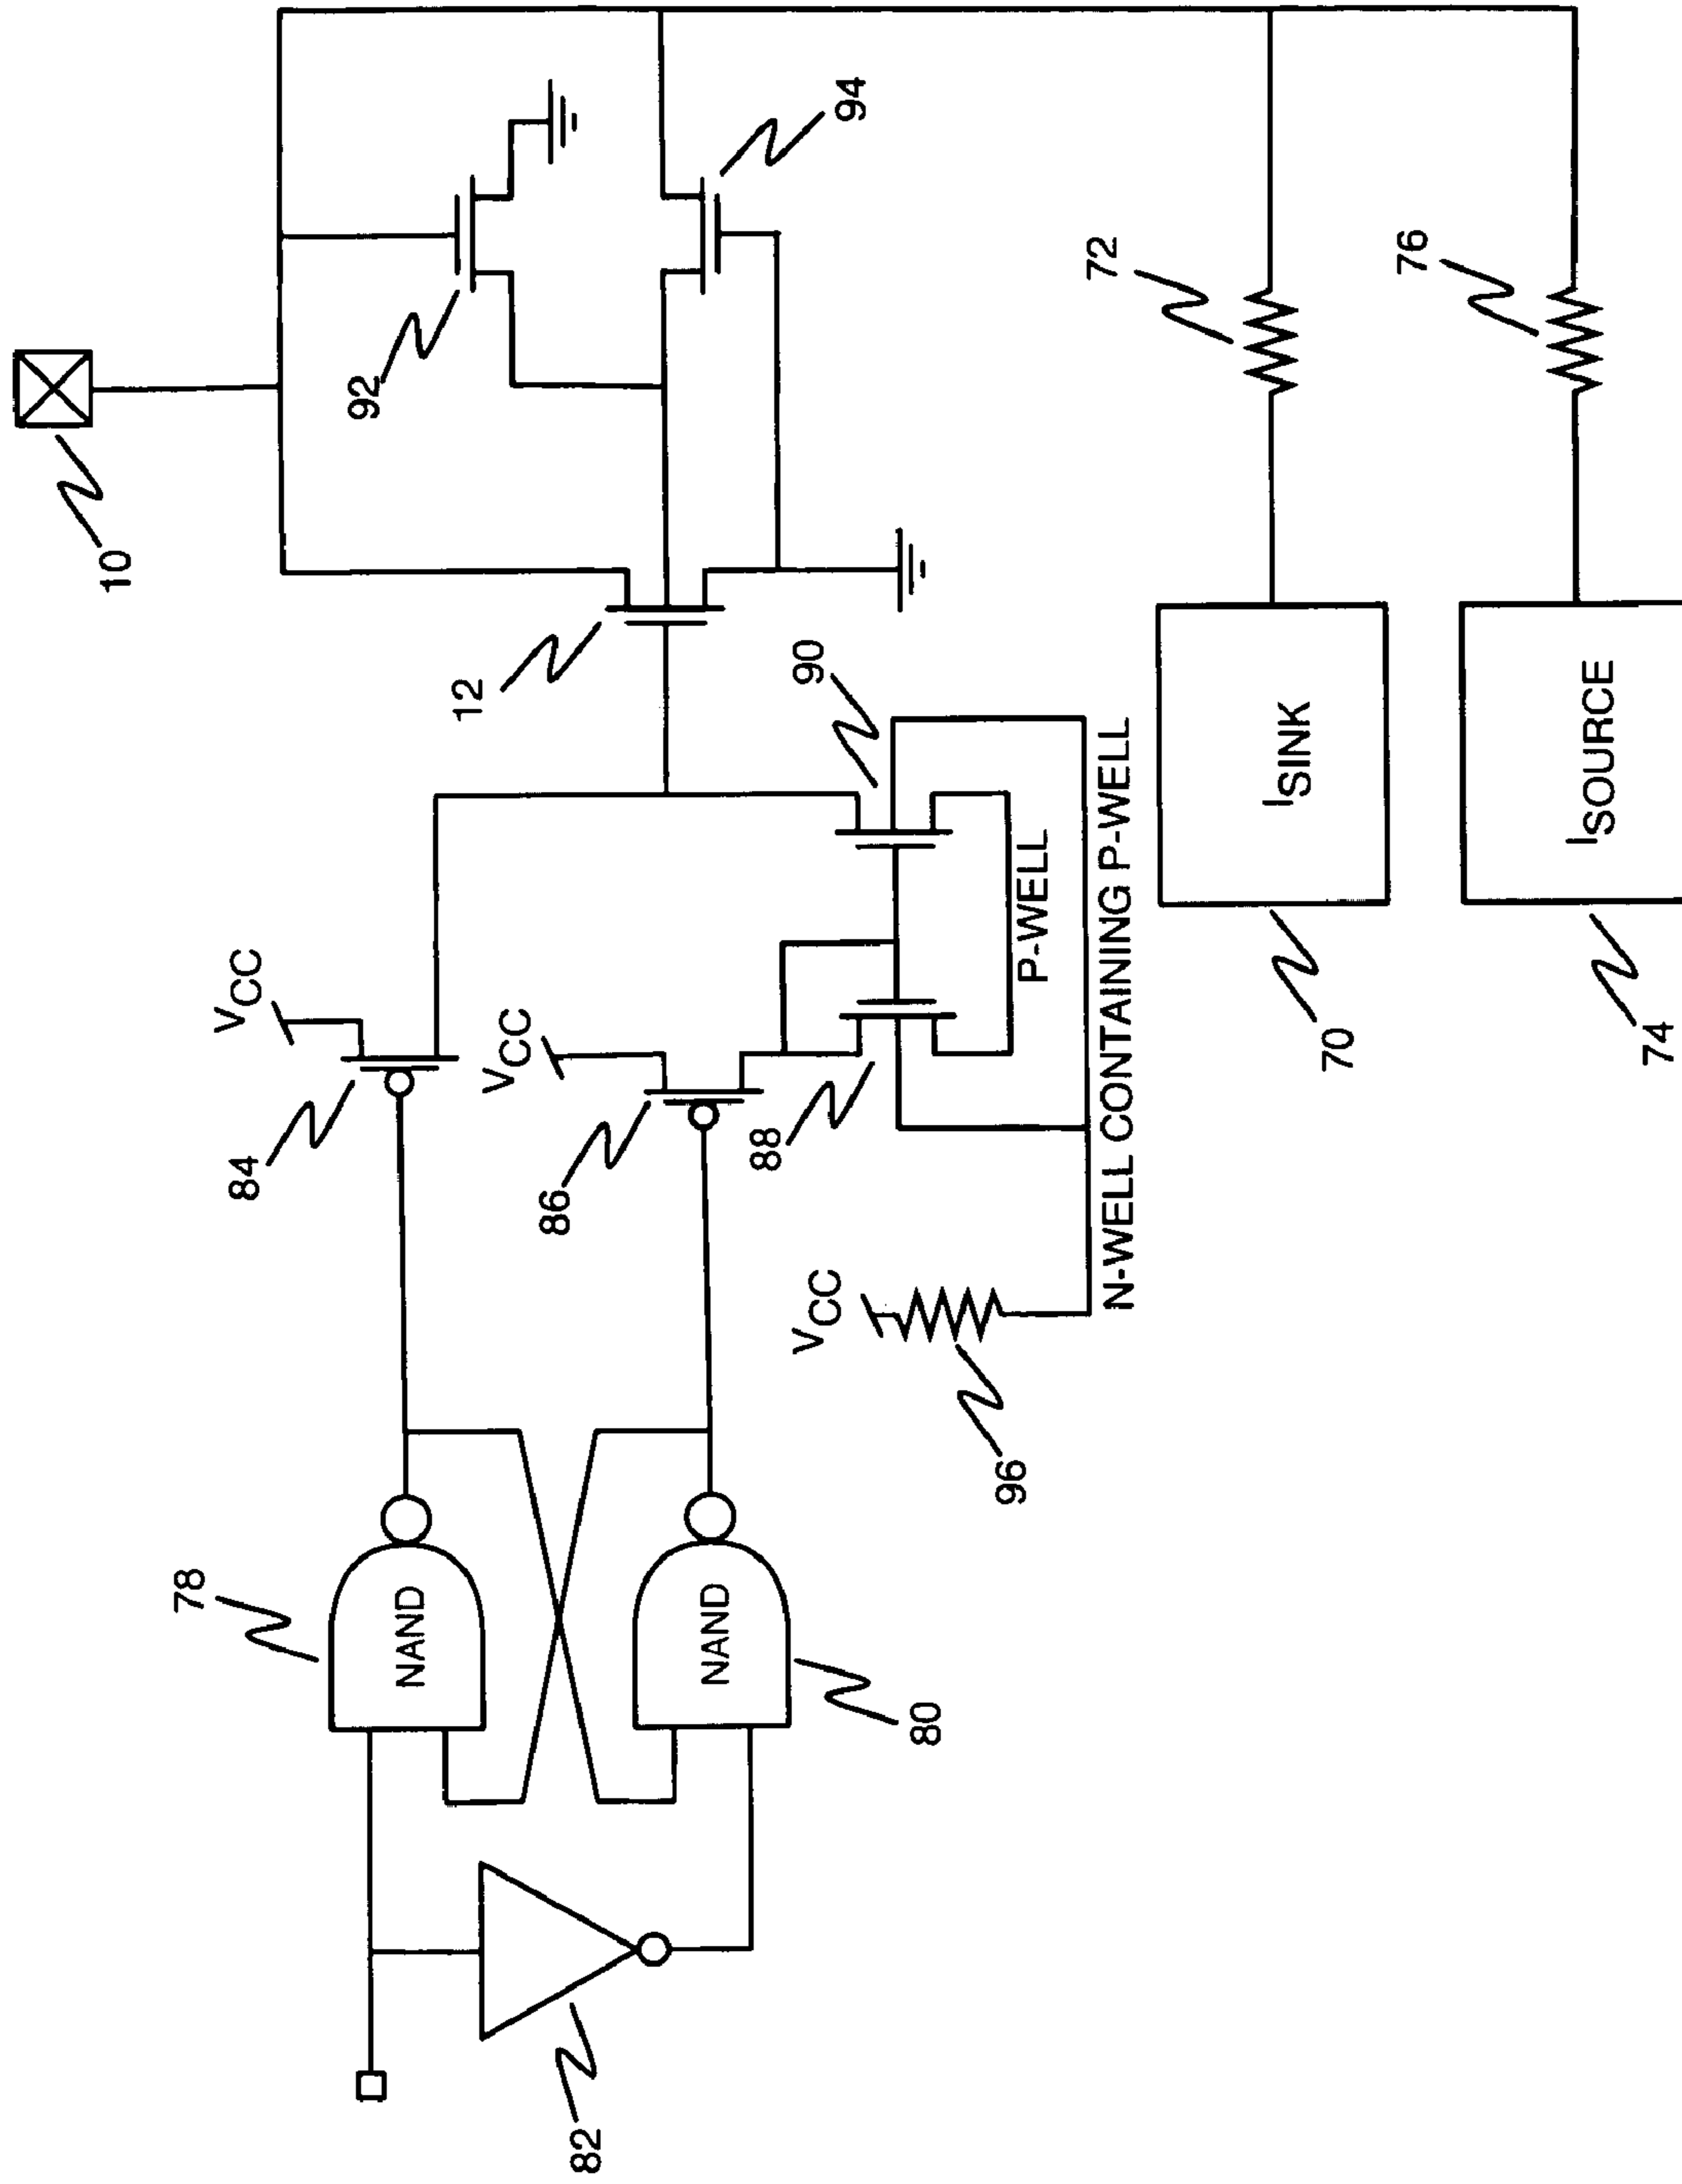 10
92
94
12
72
76
VCC
84
VCC
86
88
90
P-WELL
N-WELL CONTAINING P-WELL
VCC
96
78
NAND
NAND
80
82
ISINK
70
ISOURCE
74